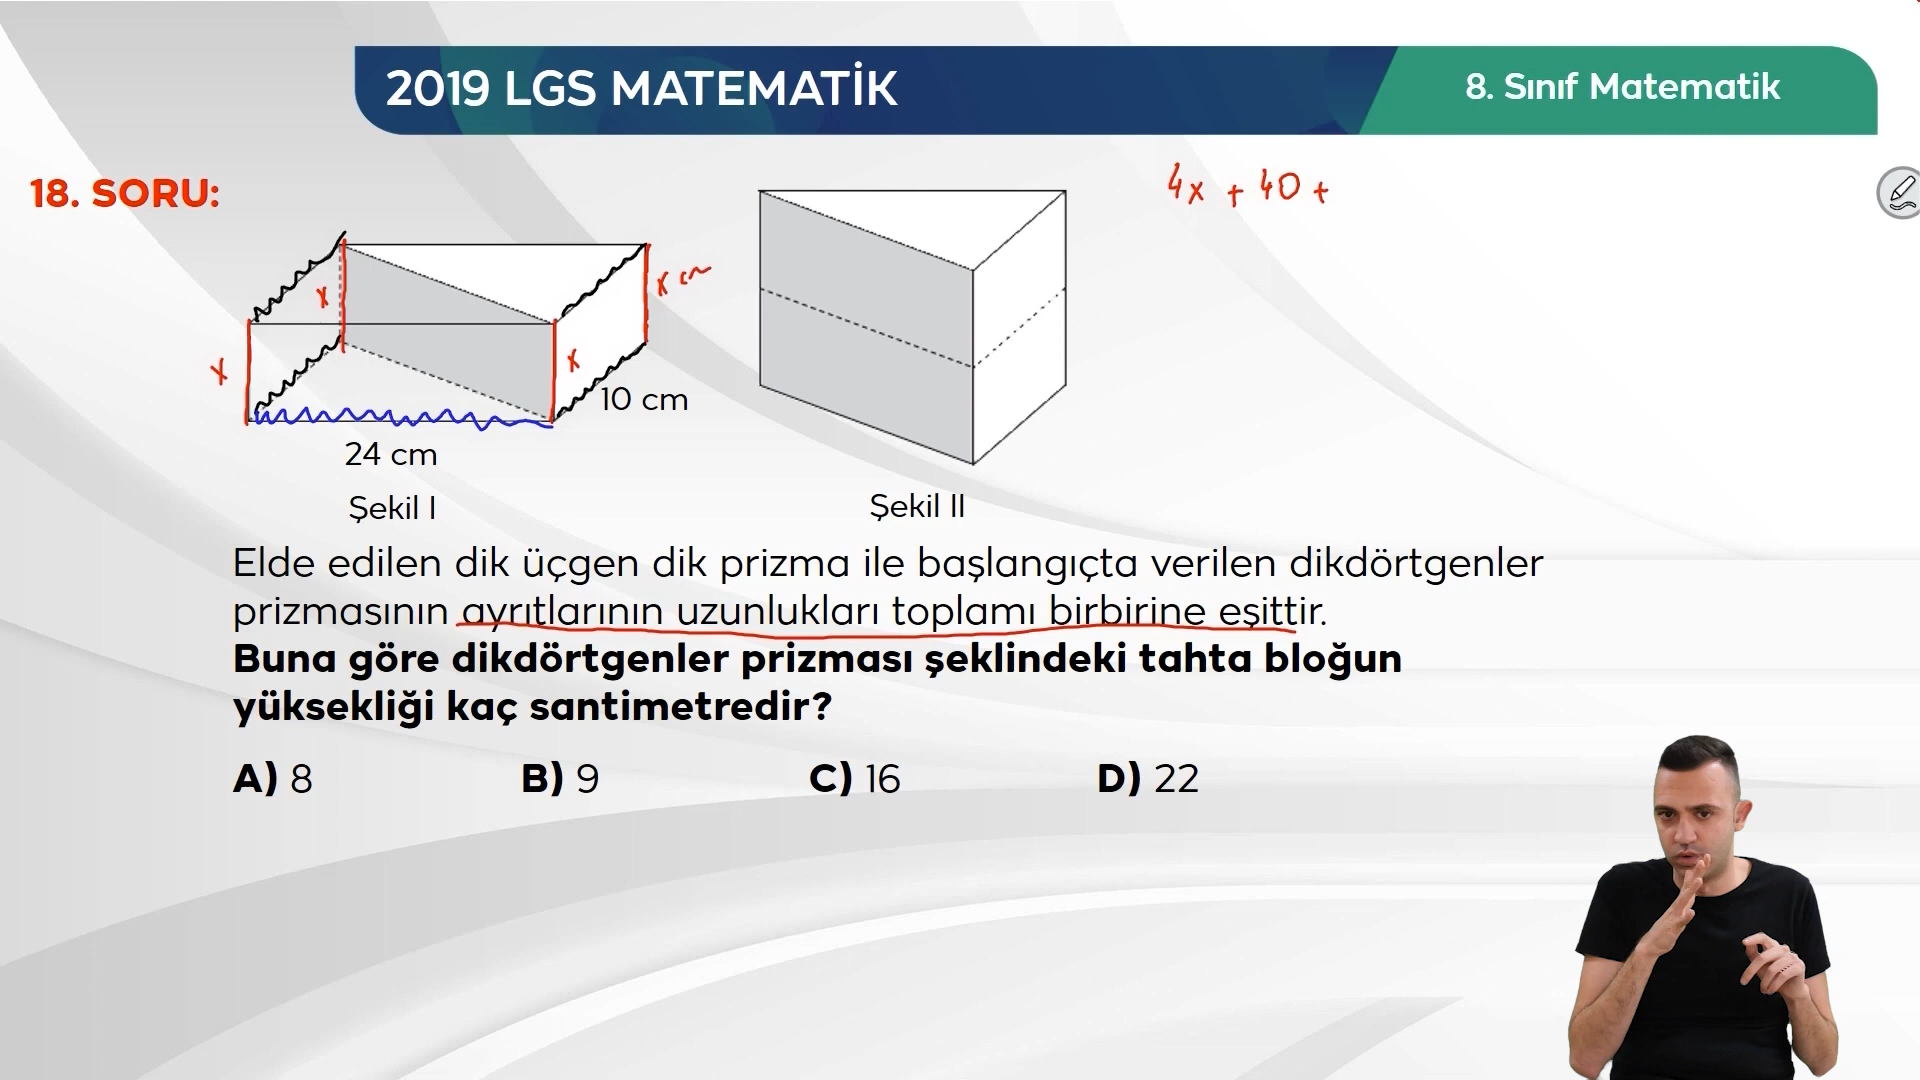 2019 LGS MATEMATİK
8. Sınıf Matematik
18. SORU:
4x + 40 +
x
x cm
x
x
10 cm
24 cm
Şekil I
Şekil II
Elde edilen dik üçgen dik prizma ile başlangıçta verilen dikdörtgenler
prizmasının ayrıtlarının uzunlukları toplamı birbirine eşittir.
Buna göre dikdörtgenler prizması şeklindeki tahta bloğun
yüksekliği kaç santimetredir?
A) 8 B) 9 C) 16 D) 22